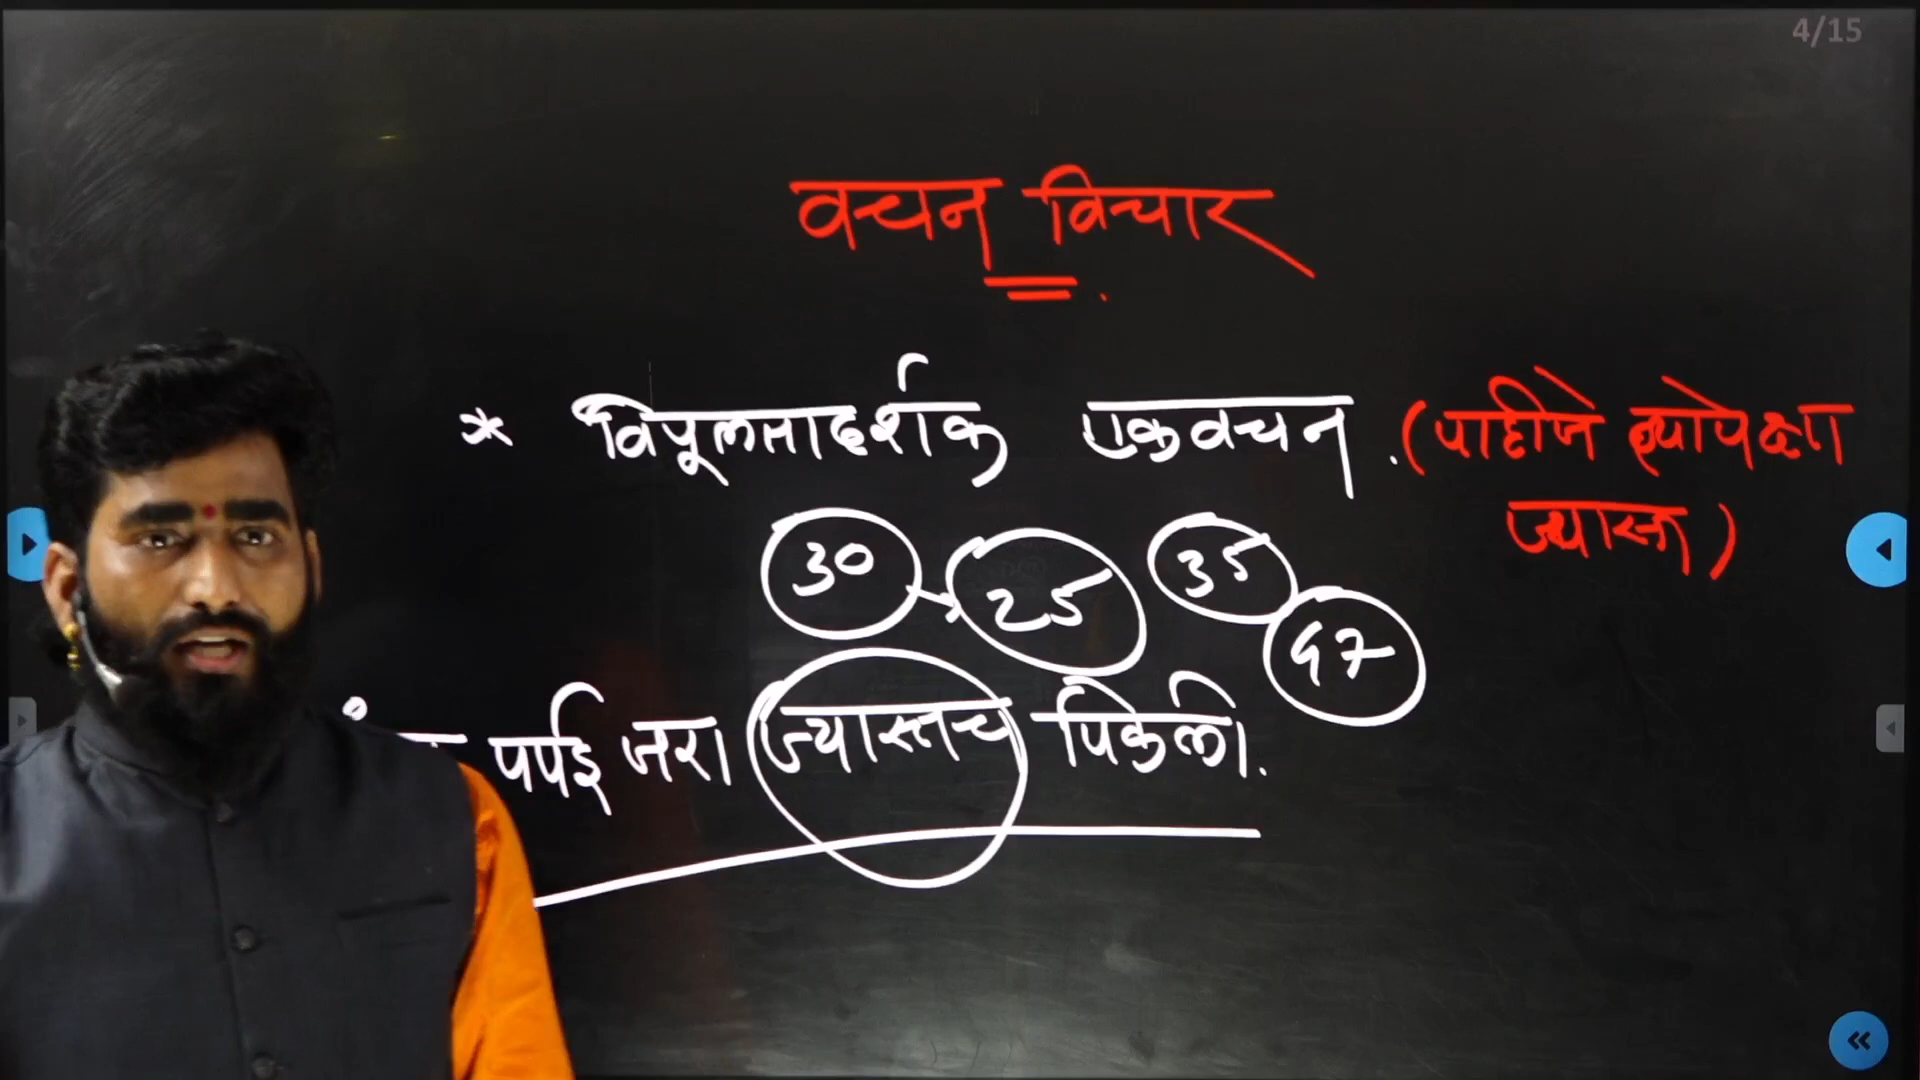 4/15
वचन विचार
* विपूलतादर्शक एकवचन. (पाहीजे त्यापेक्षा
ज्यास्त)
30 25 35 47
पपई जरा ज्यास्तच पिकली.